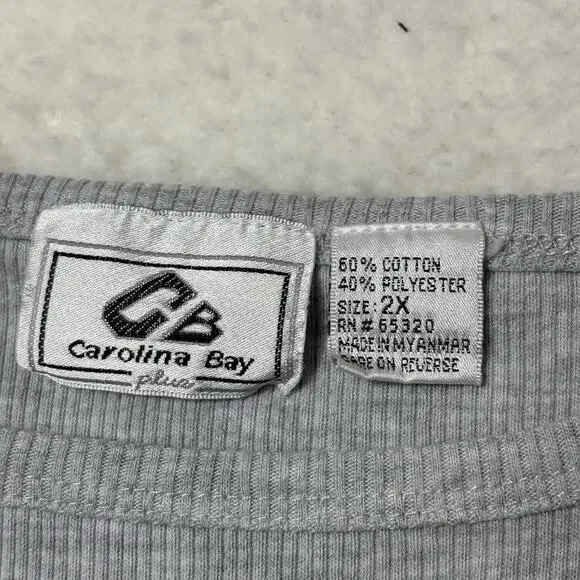 CB
Carolina Bay
plus
60% COTTON
40% POLYESTER
SIZE: 2X
RN # 65320
MADE IN MYANMAR
CARE ON REVERSE